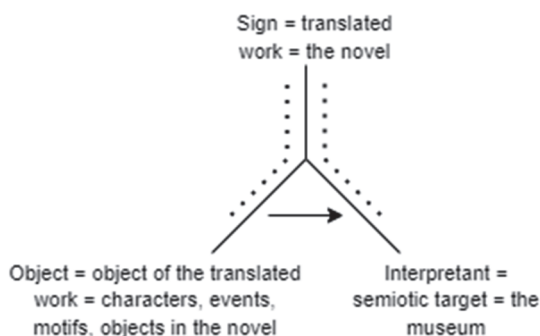 Sign = translated
work = the novel
Object = object of the translated
work = characters, events,
motifs, objects in the novel
Interpretant =
semiotic target = the
museum